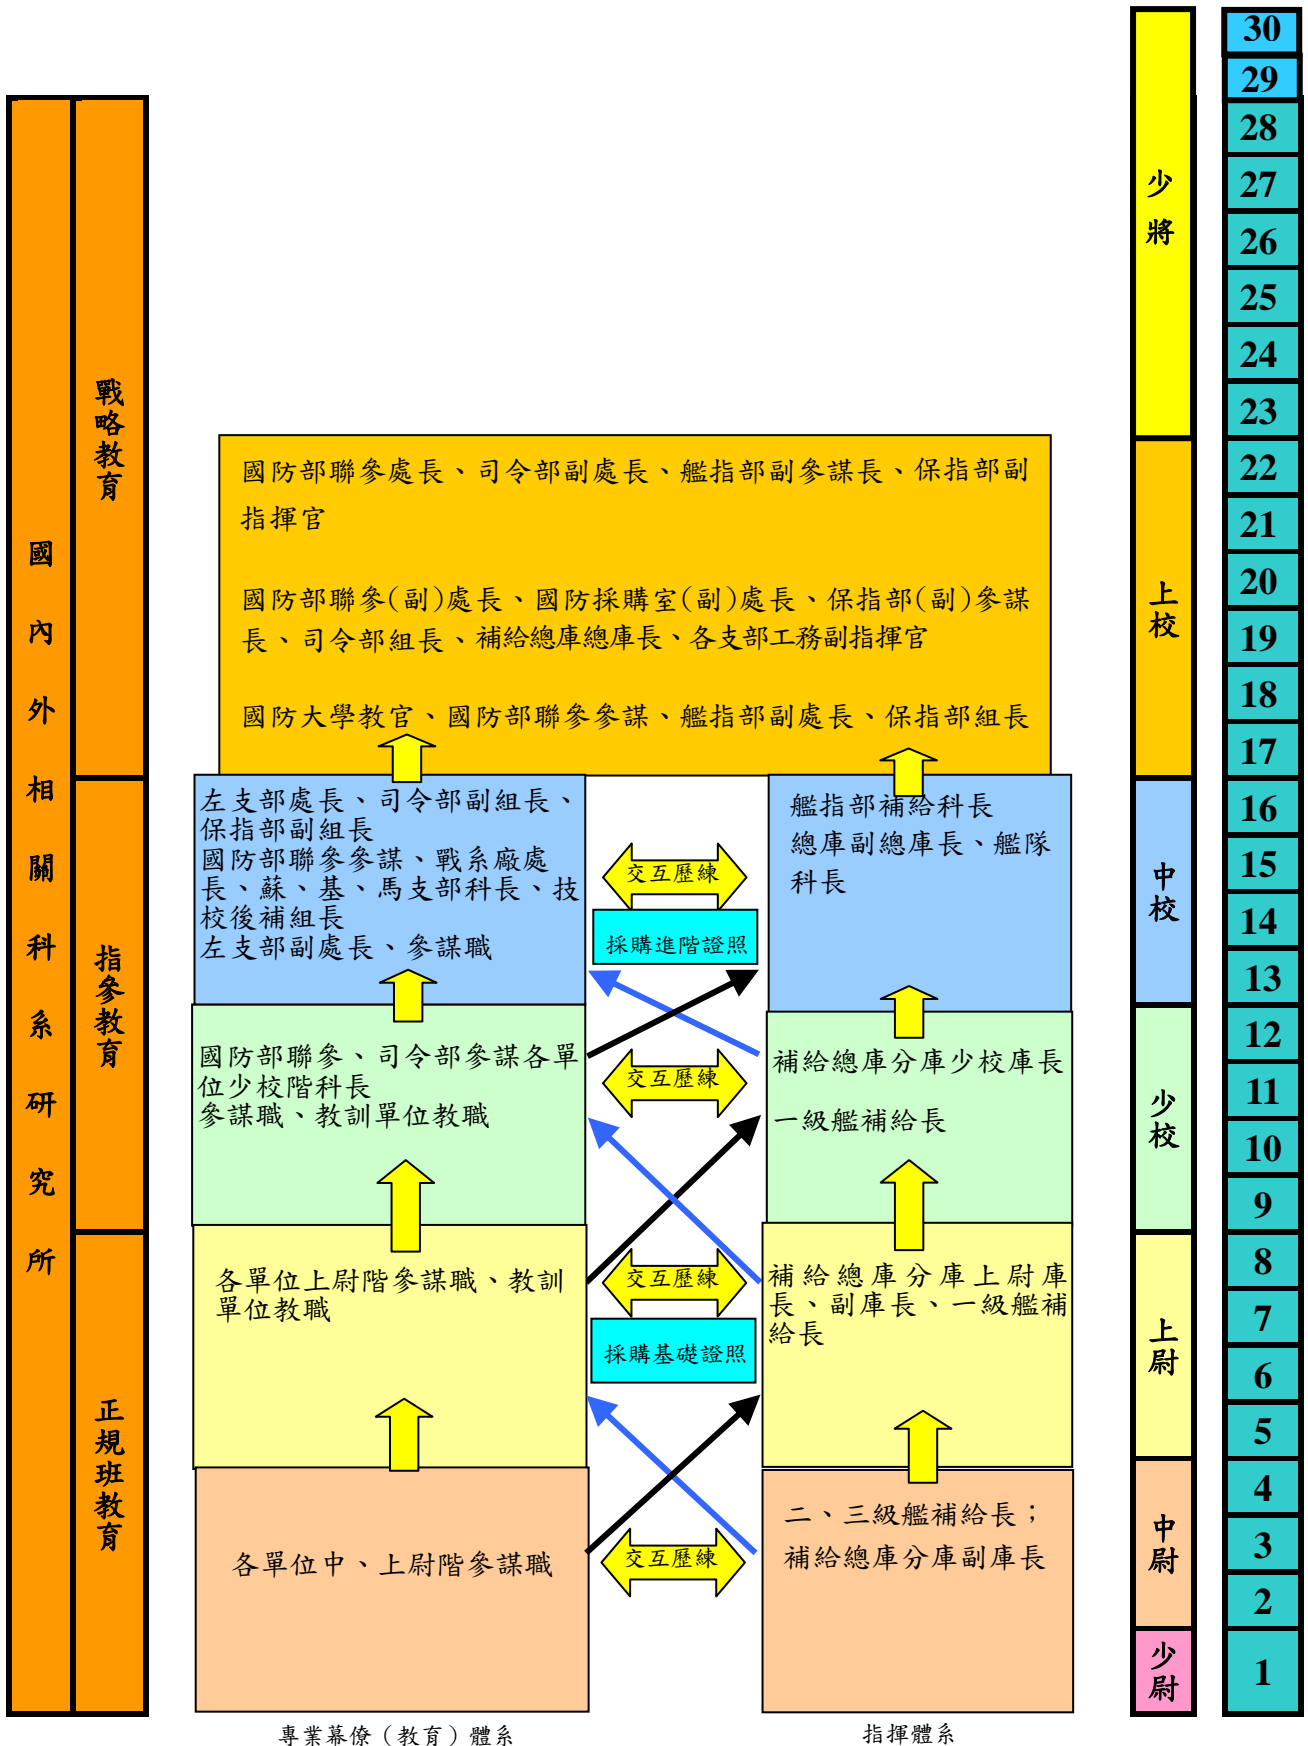 國內外相關科系研究所
戰略教育
指參教育
正規班教育
國防部聯參處長、司令部副處長、艦指部副參謀長、保指部副
指揮官
國防部聯參(副)處長、國防採購室(副)處長、保指部(副)參謀
長、司令部組長、補給總庫總庫長、各支部工務副指揮官
國防大學教官、國防部聯參參謀、艦指部副處長、保指部組長
左支部處長、司令部副組長、
保指部副組長
國防部聯參參謀、戰系廠處
長、蘇、基、馬支部科長、技
校後補組長
左支部副處長、參謀職
交互歷練
採購進階證照
艦指部補給科長
總庫副總庫長、艦隊
科長
國防部聯參、司令部參謀各單
位少校階科長
參謀職、教訓單位教職
交互歷練
補給總庫分庫少校庫長
一級艦補給長
各單位上尉階參謀職、教訓
單位教職
交互歷練
採購基礎證照
補給總庫分庫上尉庫
長、副庫長、一級艦補
給長
各單位中、上尉階參謀職
交互歷練
二、三級艦補給長；
補給總庫分庫副庫長
專業幕僚（教育）體系
指揮體系
少將
上校
中校
少校
上尉
中尉
少尉
30
29
28
27
26
25
24
23
22
21
20
19
18
17
16
15
14
13
12
11
10
9
8
7
6
5
4
3
2
1